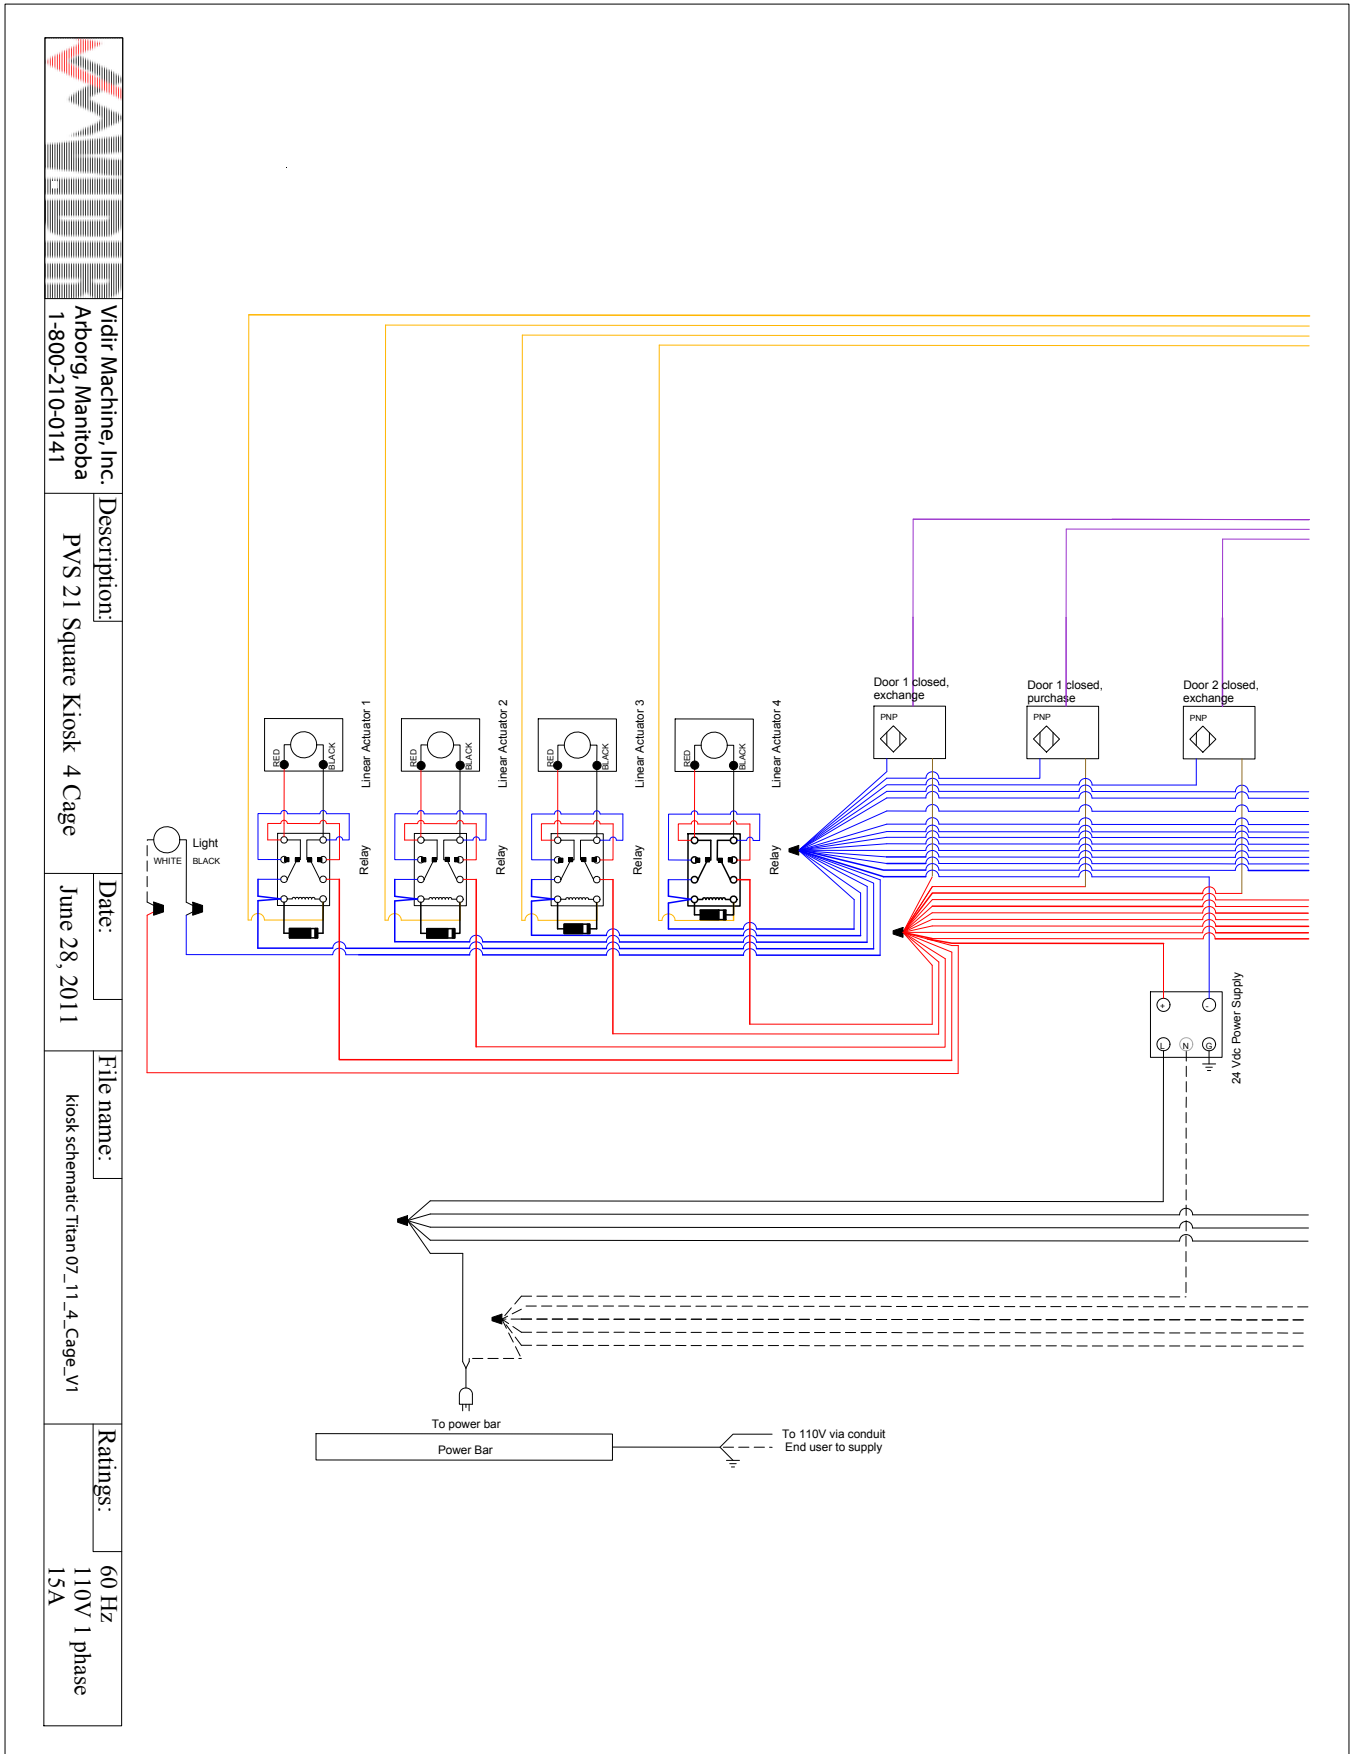 VIDIR
Vidir Machine, Inc.
Arborg, Manitoba
1-800-210-0141
Description:
PVS 21 Square Kiosk 4 Cage
Date:
June 28, 2011
File name:
kiosk schematic Titan 07_11_4_Cage_V1
Ratings:
60 Hz
110V 1 phase
15A
Light
WHITE
BLACK
RED
BLACK
Linear Actuator 1
Relay
RED
BLACK
Linear Actuator 2
Relay
RED
BLACK
Linear Actuator 3
Relay
RED
BLACK
Linear Actuator 4
Relay
Door 1 closed,
exchange
PNP
Door 1 closed,
purchase
PNP
Door 2 closed,
exchange
PNP
24 Vdc Power Supply
+
-
L
N
G
To power bar
Power Bar
To 110V via conduit
End user to supply